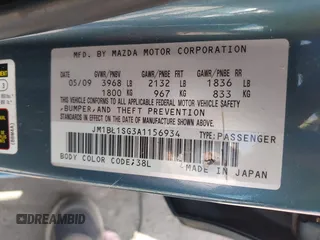 MFD. BY MAZDA MOTOR CORPORATION
GVWR/PNBV GAWR/PNBE FRT GAWR/PNBE RR
05/09 3968 LB 2132 LB 1836 LB
1800 KG 967 KG 833 KG
THIS VEHICLE CONFORMS TO ALL APPLICABLE
FEDERAL MOTOR VEHICLE SAFETY
BUMPER, AND THEFT PREVENTION
STANDARDS IN EFFECT ON THE DATE OF
MANUFACTURE SHOWN ABOVE.
JM1BL1SG3A1156934 TYPE:PASSENGER
BODY COLOR CODE:38L MADE IN JAPAN
DREAMBID